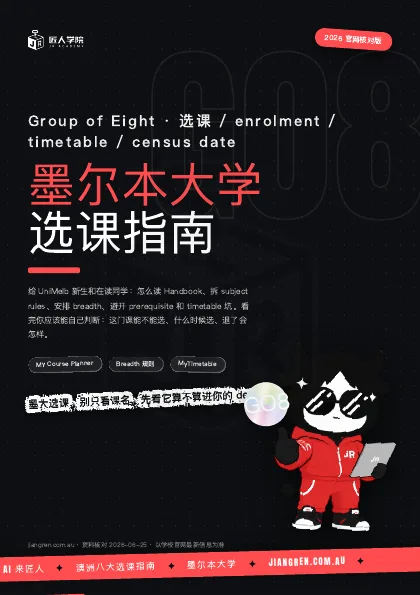 匠人学院
JR ACADEMY
2026 官网核对版
GO8
Group of Eight · 选课 / enrolment /
timetable / census date
墨尔本大学
选课指南
给 UniMelb 新生和在读同学：怎么读 Handbook、拆 subject
rules、安排 breadth、避开 prerequisite 和 timetable 坑。看
完你应该能自己判断：这门课能不能选、什么时候选、退了会
怎样。
My Course Planner
Breadth 规则
MyTimetable
墨大选课，别只看课名，先看它算不算进你的 de
GO8
JR
JR
jiangren.com.au · 资料核对 2026-06-25 · 以学校官网最新信息为准
AI 来匠人 ✦ 澳洲八大选课指南 ✦ 墨尔本大学 ✦ JIANGREN.COM.AU ✦